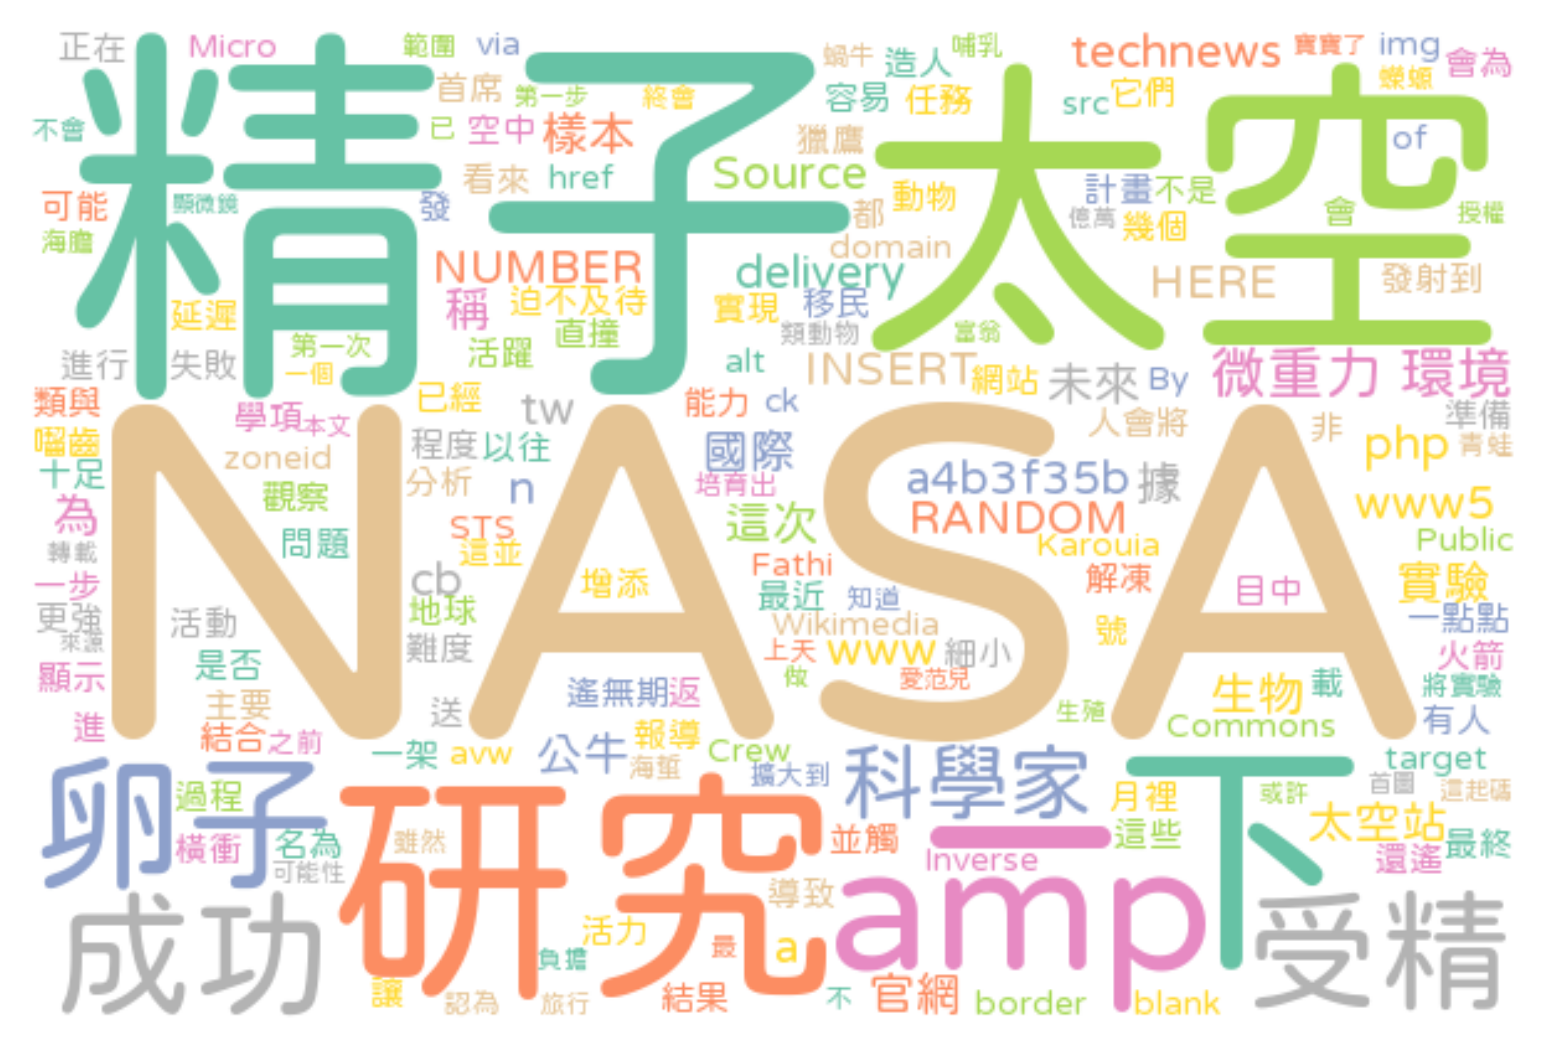 正在 Micro 範圍 via 蝸牛 造人 哺乳 technews 寶寶了 img 會為
首席 第一步 終會 容易 任務 src 它們 蠑螈
不會 已 空中 樣本 獵鷹 of
精子 太空
看來 href Source 動物 計畫 不是
可能 顯微鏡 發 都 億萬 幾個 會 授權
海膽 domain
NUMBER delivery HERE 發射到
延遲 稱 迫不及待 實現 移民
第一次 活躍 直撞 類動物 富翁
進行 失敗 一個 alt INSERT 網站 未來 By 微重力 環境
類與 學項 本文 已經 tw 能力 ck 人會將 非 準備
囓齒 程度 以往 國際 php 青蛙
zoneid
十足 觀察 分析 n 培育出 a4b3f35b 據
NASA
為 STS 這次 RANDOM www5
轉載 問題 這並 Fathi Karouia Public
一步 cb 增添 最近 知道 解凍 目中 實驗
更強 活動 地球 Wikimedia 號 一點點
來源 難度 上天 www 細小 火箭
顯示 是否 遙無期 返 做 愛范兒 生物 載 將實驗
進 主要 送 生殖 Commons 有人
結合 之前 一架 avw 公牛 報導 Crew target
海蜇 擴大到 科學家 首圖
卵子 過程 研究 月裡 下 或許 這起碼
橫衝 名為 雖然 並觸 一 這些 太空站
可能性 Inverse 還遙 最終
成功 導致 amp 受精
活力 最 a
負擔
讓 認為 旅行 結果 不 官網 border blank